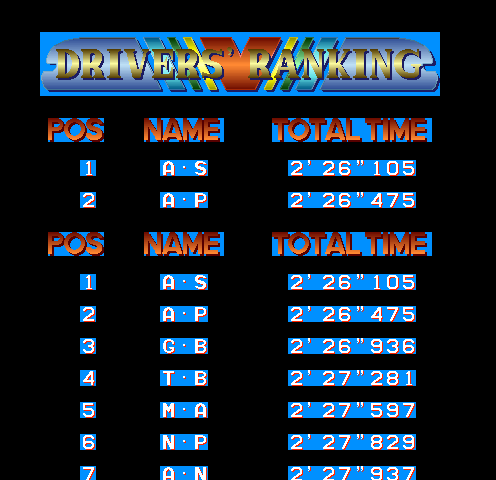 DRIVERS' RANKING
POS NAME TOTAL TIME
1 A·S 2'26"105
2 A·P 2'26"475
POS NAME TOTAL TIME
1 A·S 2'26"105
2 A·P 2'26"475
3 G·B 2'26"936
4 T·B 2'27"281
5 M·A 2'27"597
6 N·P 2'27"829
7 A·N 2'27"937